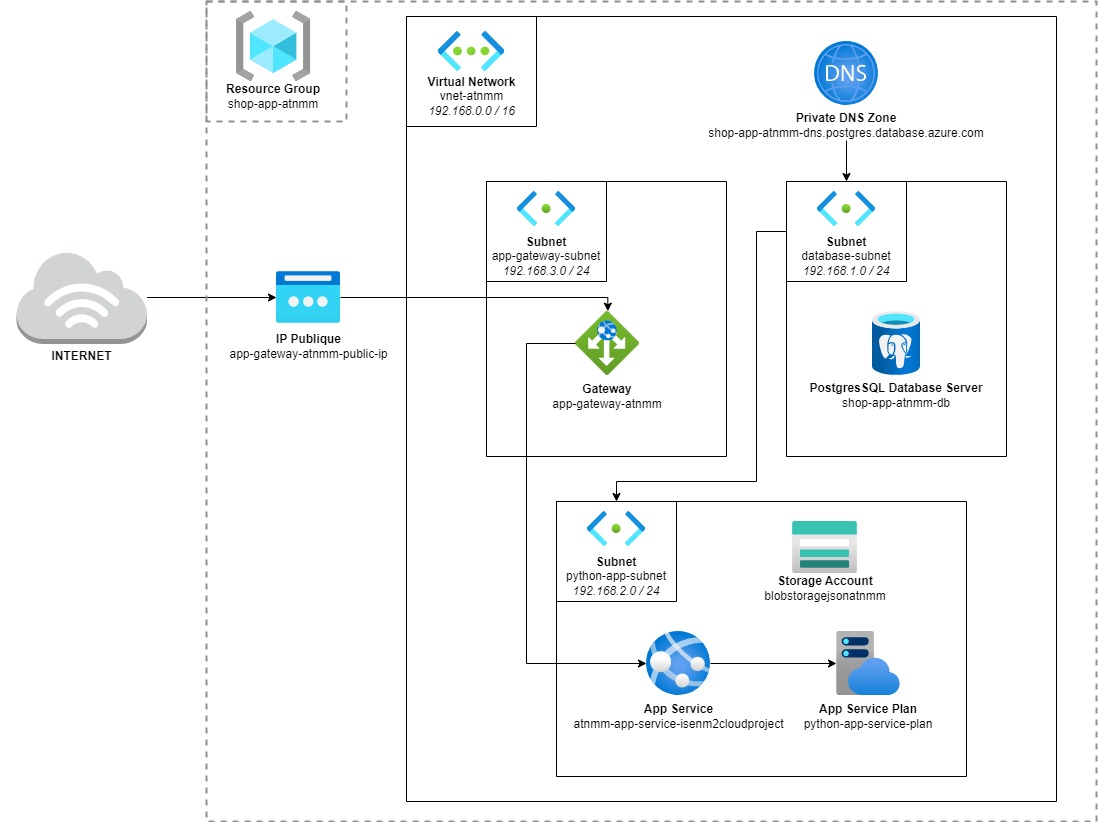 Resource Group
shop-app-atnmm
Virtual Network
vnet-atnmm
192.168.0.0 / 16
DNS
Private DNS Zone
shop-app-atnmm-dns.postgres.database.azure.com
Subnet
app-gateway-subnet
192.168.3.0 / 24
Subnet
database-subnet
192.168.1.0 / 24
INTERNET
IP Publique
app-gateway-atnmm-public-ip
Gateway
app-gateway-atnmm
PostgresSQL Database Server
shop-app-atnmm-db
Subnet
python-app-subnet
192.168.2.0 / 24
Storage Account
blobstoragejsonatnmm
App Service
atnmm-app-service-isenm2cloudproject
App Service Plan
python-app-service-plan